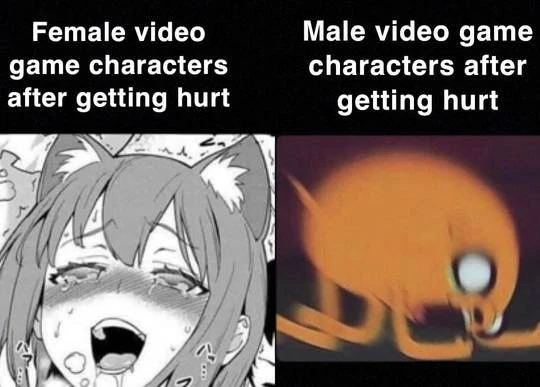 Female video
game characters
after getting hurt
Male video game
characters after
getting hurt